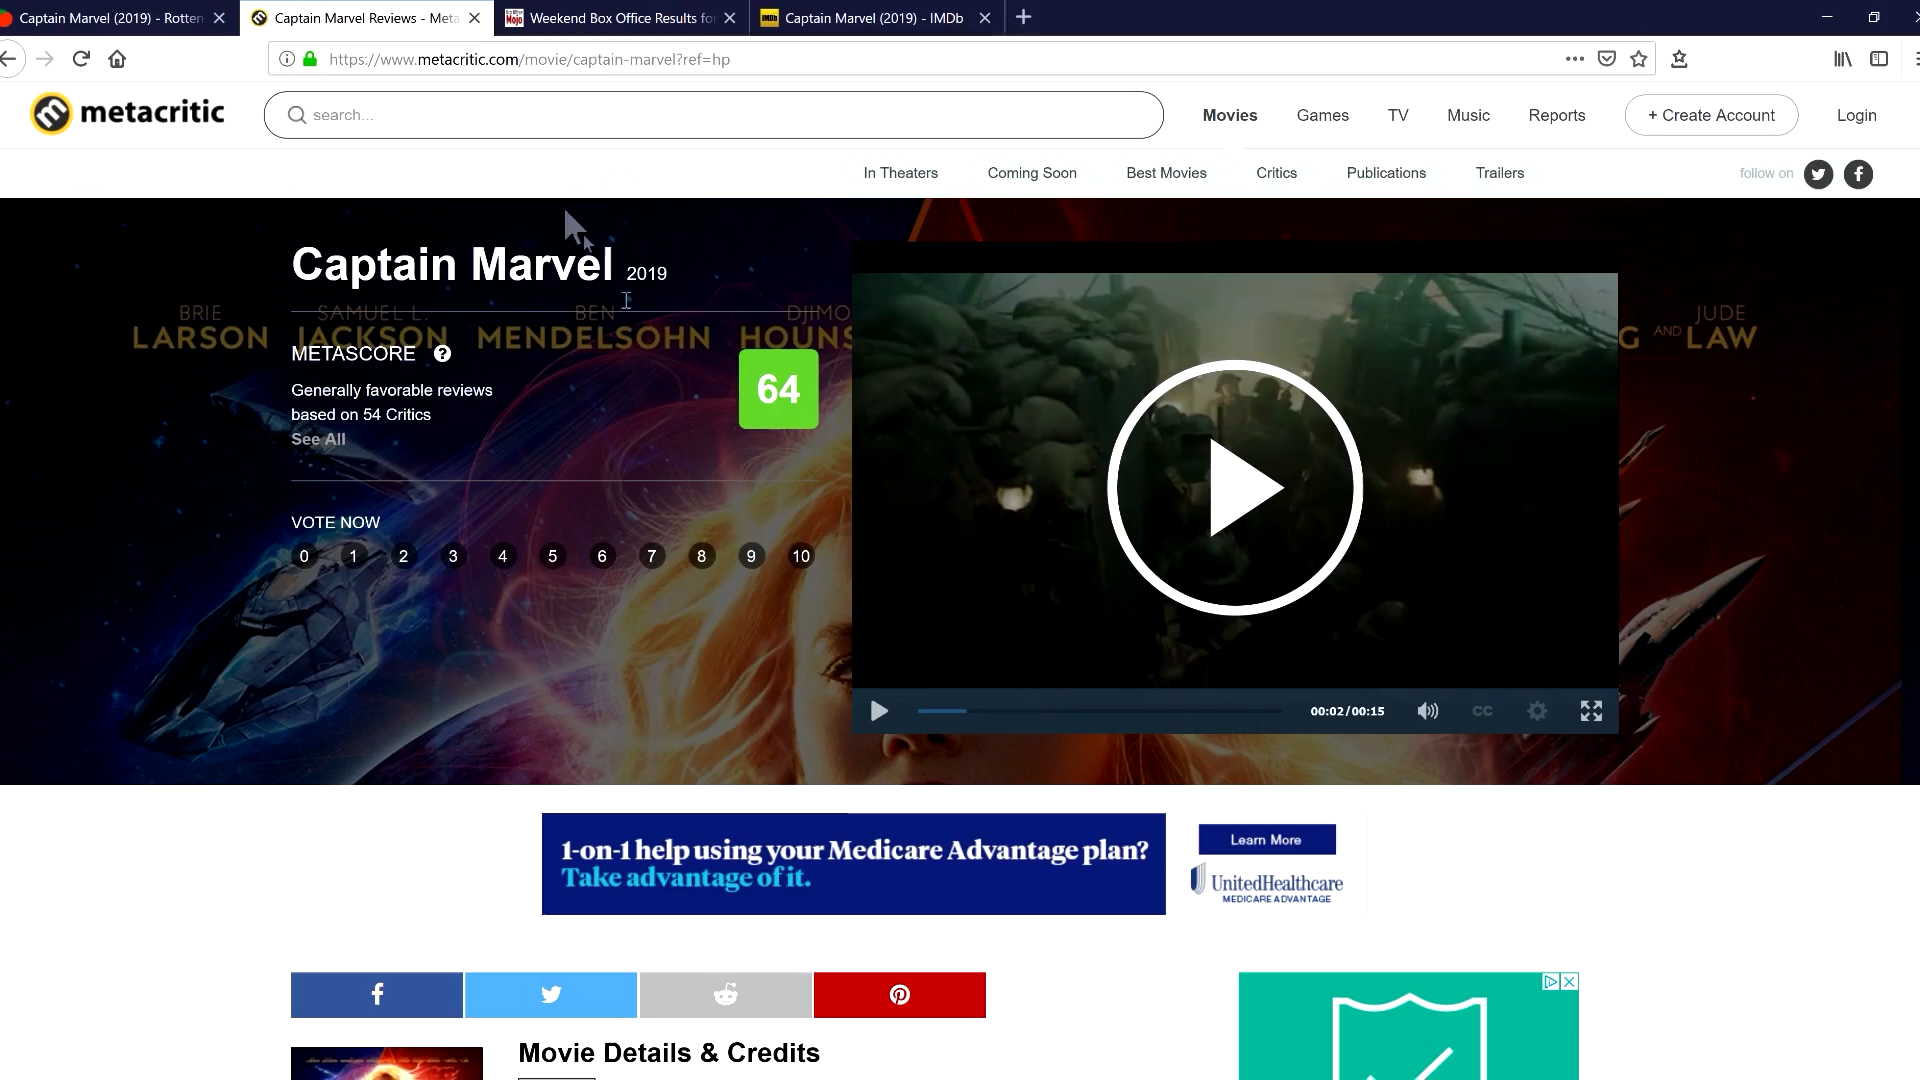 Captain Marvel (2019) - Rotten
Captain Marvel Reviews - Meta
Weekend Box Office Results fo
Captain Marvel (2019) - IMDb
https://www.metacritic.com/movie/captain-marvel?ref=hp
metacritic
search...
Movies
Games
TV
Music
Reports
+ Create Account
Login
In Theaters
Coming Soon
Best Movies
Critics
Publications
Trailers
follow on
Captain Marvel 2019
BRIE LARSON
SAMUEL L. JACKSON
BEN MENDELSOHN
DJIMO
HOUNS
G AND JUDE LAW
METASCORE ?
Generally favorable reviews
based on 54 Critics
See All
64
VOTE NOW
0 1 2 3 4 5 6 7 8 9 10
00:02/00:15
CC
1-on-1 help using your Medicare Advantage plan?
Take advantage of it.
Learn More
UnitedHealthcare
MEDICARE ADVANTAGE
Movie Details & Credits